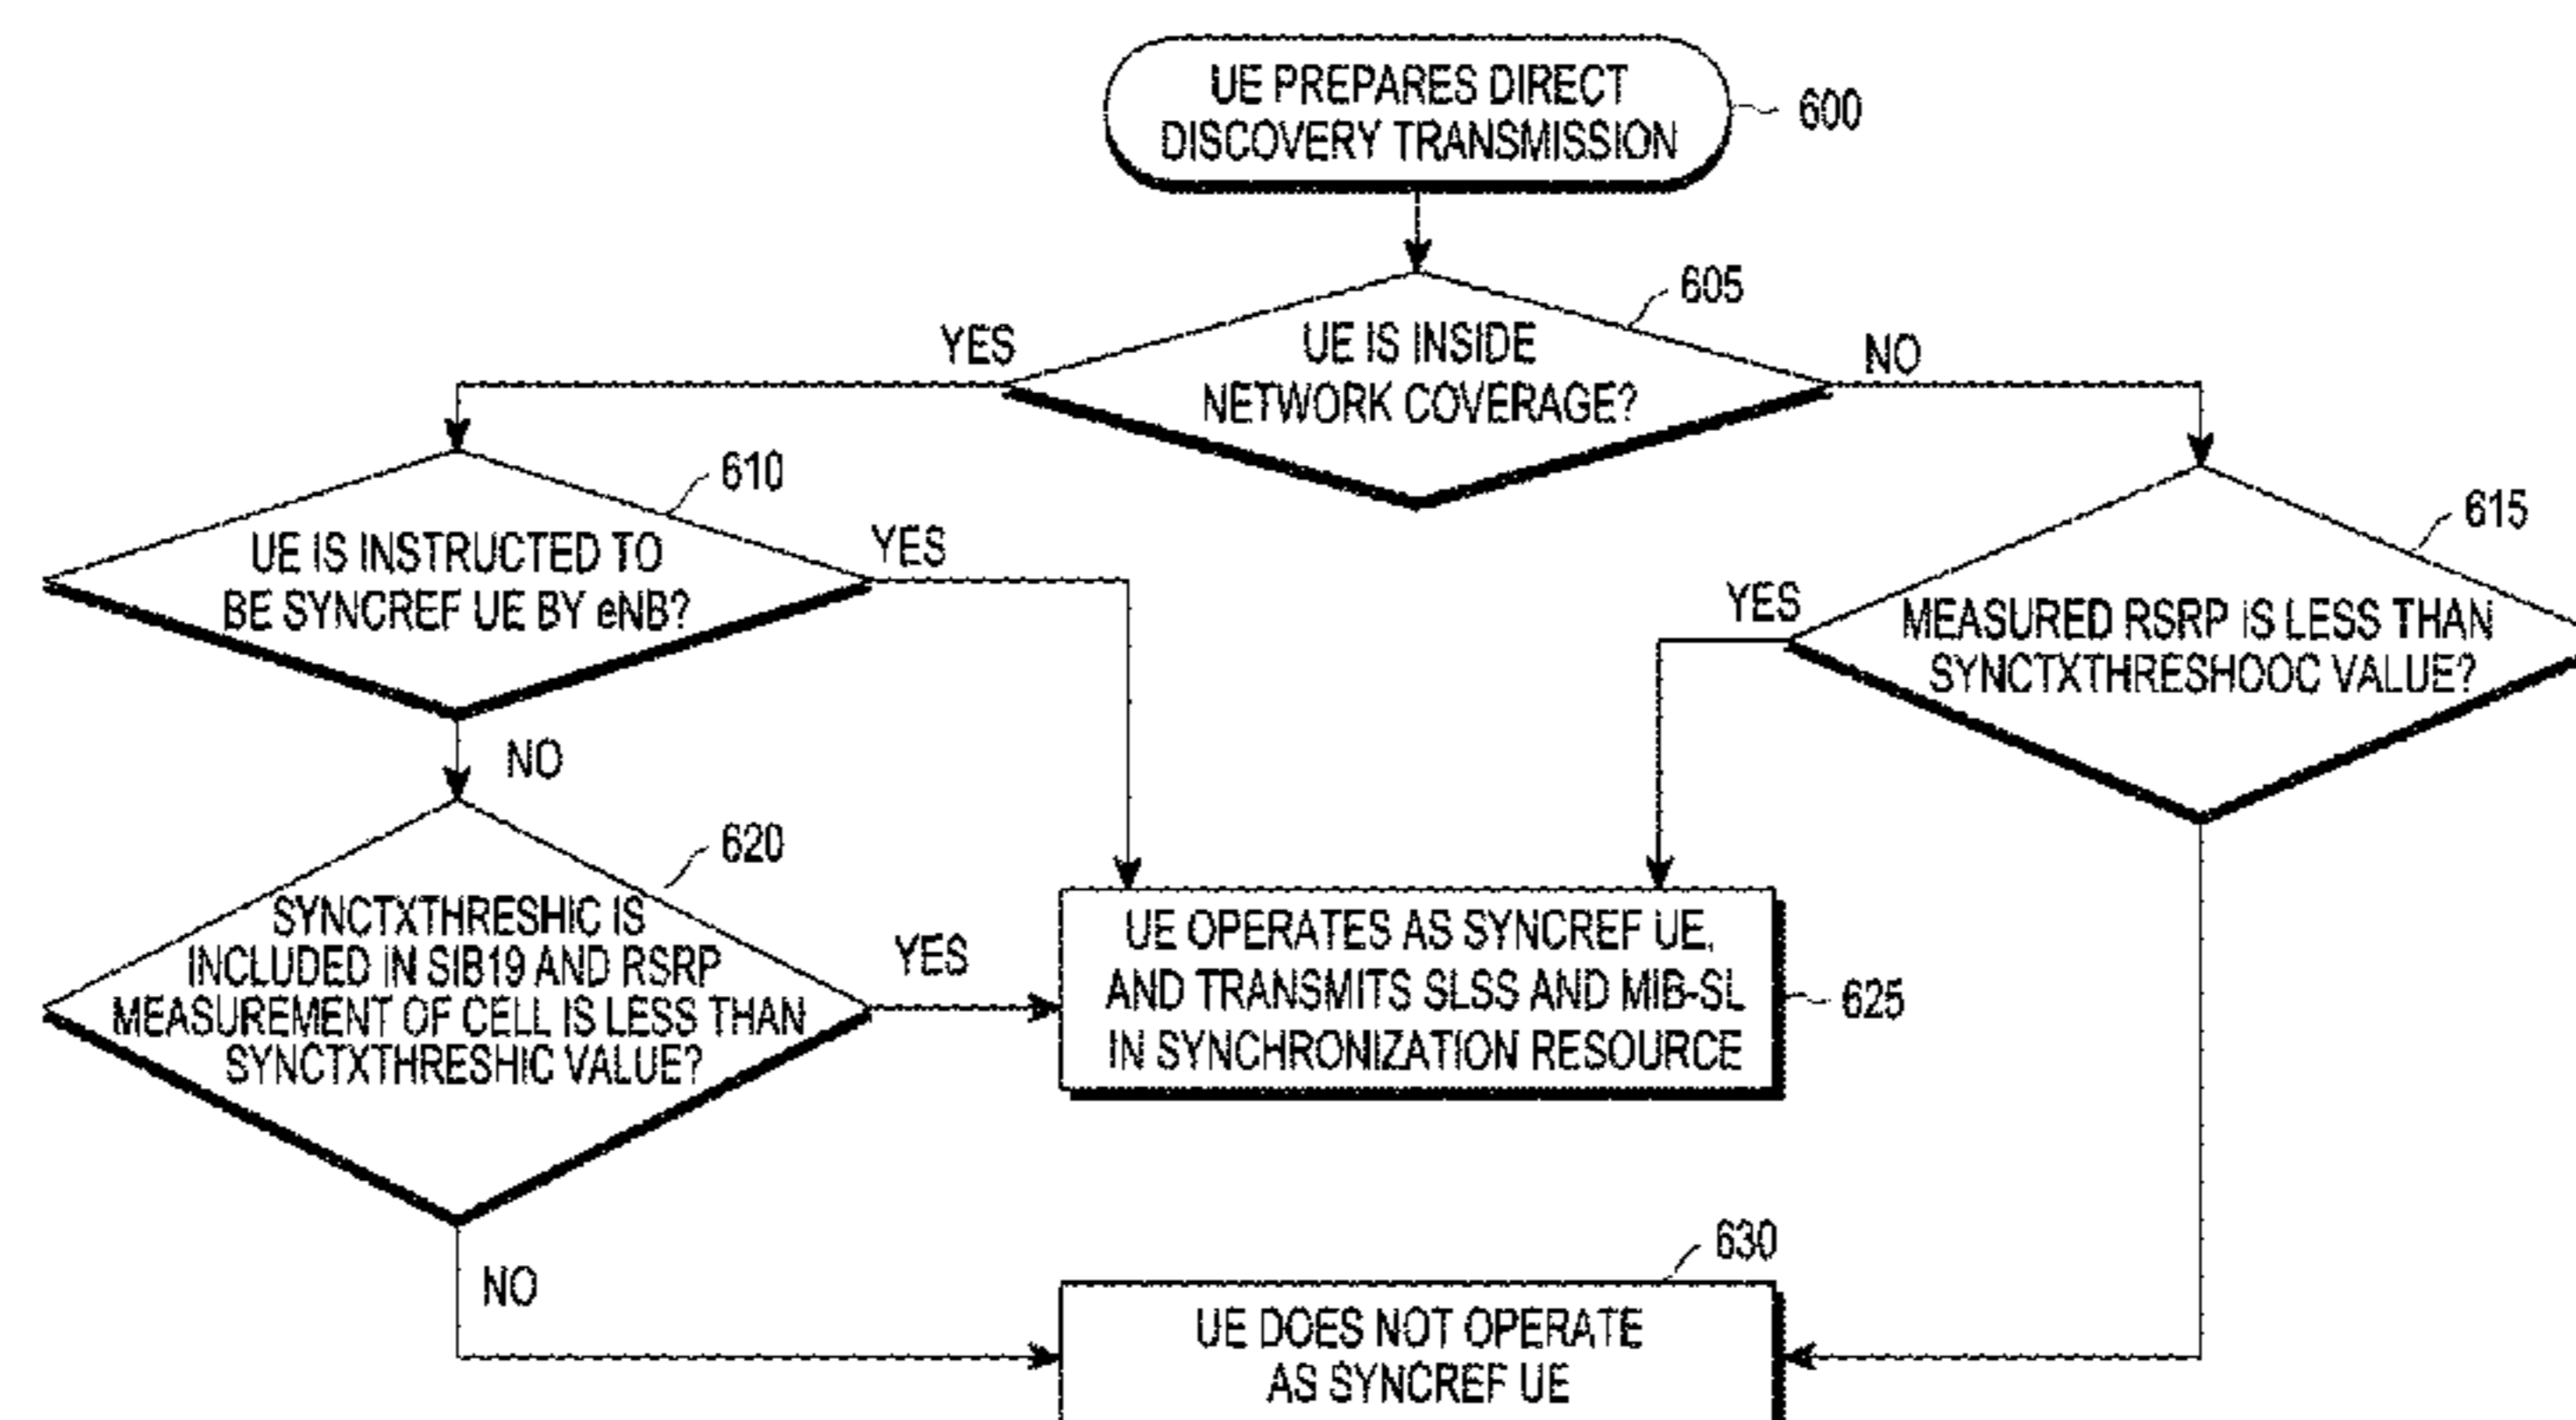 UE PREPARES DIRECT
DISCOVERY TRANSMISSION
600
605
UE IS INSIDE
NETWORK COVERAGE?
YES
NO
610
UE IS INSTRUCTED TO
BE SYNCREF UE BY eNB?
YES
NO
615
MEASURED RSRP IS LESS THAN
SYNCTXTHRESHOOC VALUE?
YES
620
SYNCTXTHRESHIC IS
INCLUDED IN SIB19 AND RSRP
MEASUREMENT OF CELL IS LESS THAN
SYNCTXTHRESHIC VALUE?
YES
NO
UE OPERATES AS SYNCREF UE,
AND TRANSMITS SLSS AND MIB-SL
IN SYNCHRONIZATION RESOURCE
625
630
UE DOES NOT OPERATE
AS SYNCREF UE